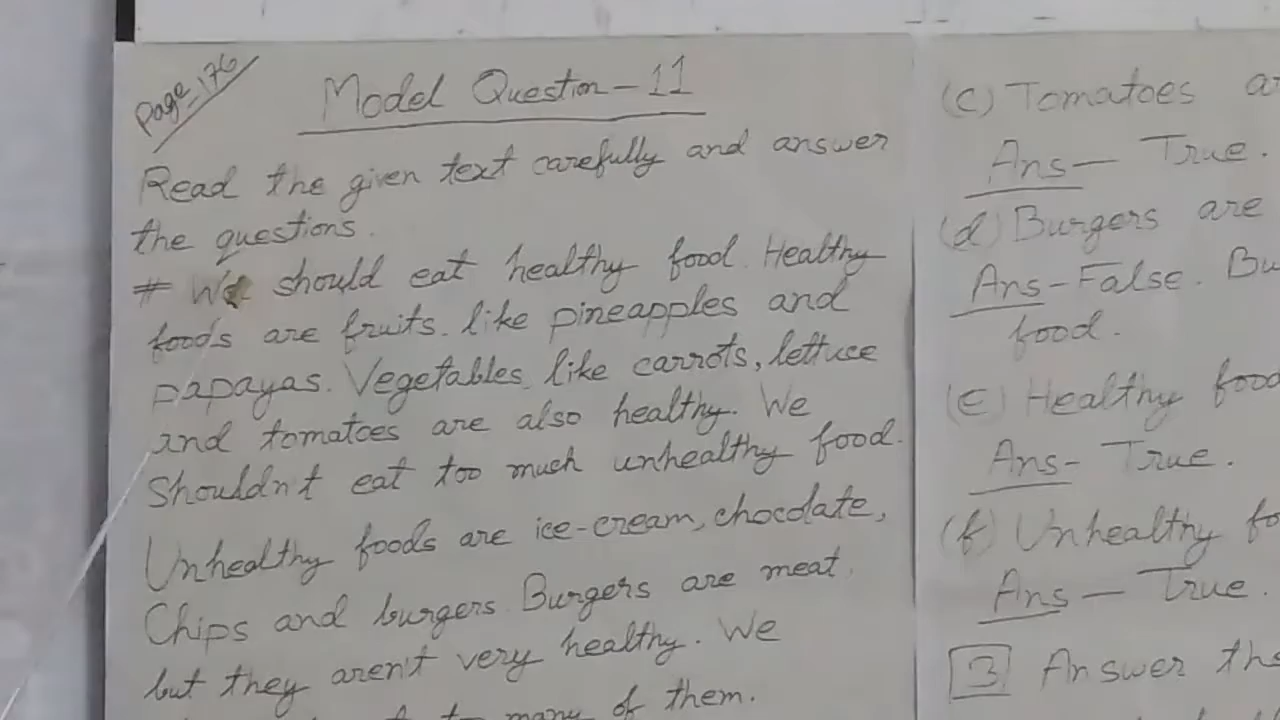 Page-176
Model Question-11
Read the given text carefully and answer
the questions.
# We should eat healthy food. Healthy
foods are fruits. like pineapples and
papayas. Vegetables like carrots, lettuce
and tomatoes are also healthy. We
Shouldn't eat too much unhealthy food.
Unhealthy foods are ice-cream, chocolate,
Chips and burgers. Burgers are meat,
but they aren't very healthy. We
many of them.
(c) Tomatoes
Ans— True.
(d) Burgers are
Ans-False.
food.
(e) Healthy
Ans- True.
(f) Unhealthy
Ans— True.
3 Answer